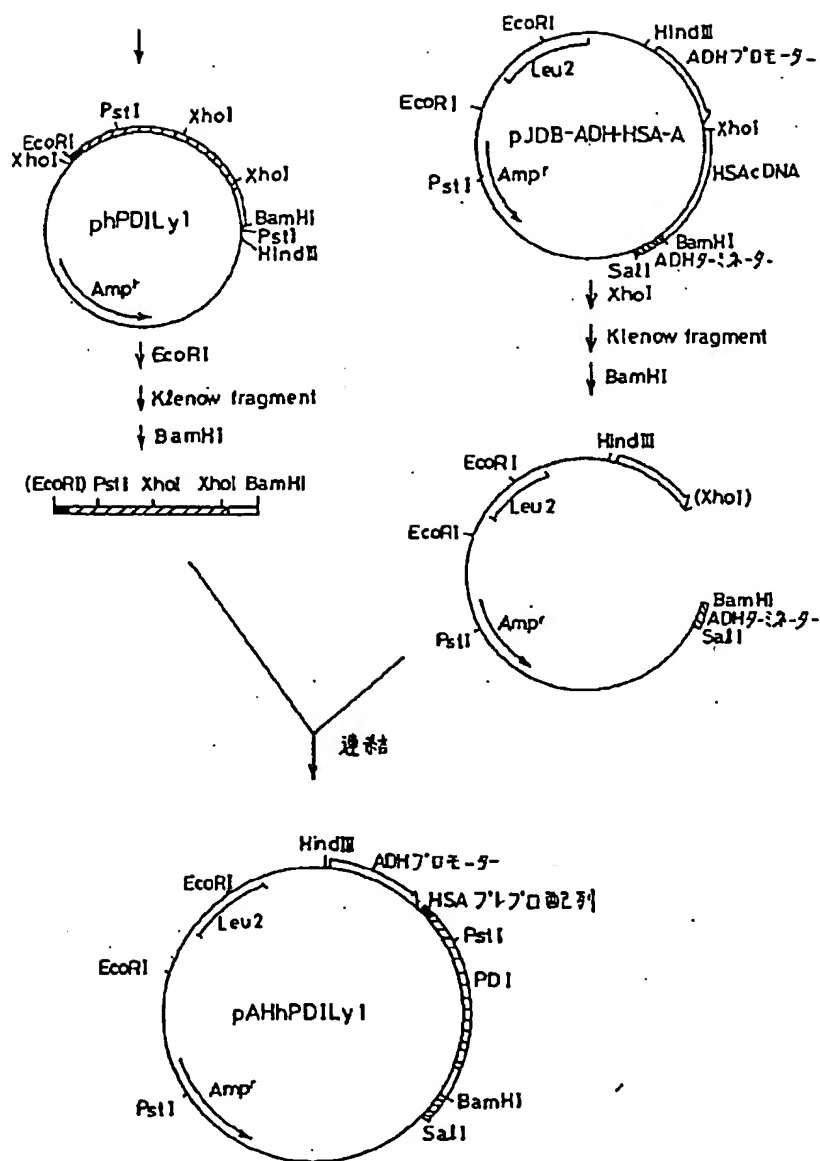 EcoRI
PstI
XhoI
EcoRI
XhoI
XhoI
phPDILy1
BamHI
PstI
HindIII
Ampʳ
EcoRI
Klenow fragment
BamHI
(EcoRI) PstI XhoI XhoI BamHI
HindIII
ADHプロモーター
EcoRI
Leu2
EcoRI
pJDB-ADH-HSA-A
XhoI
HSAcDNA
PstI
Ampʳ
BamHI
ADHターミネーター
SalI
XhoI
Klenow fragment
BamHI
HindIII
EcoRI
Leu2
(XhoI)
EcoRI
BamHI
ADHターミネーター
SalI
PstI
Ampʳ
連結
HindIII
ADHプロモーター
EcoRI
Leu2
HSAプレプロ配列
PstI
EcoRI
PDI
pAHhPDILy1
PstI
Ampʳ
BamHI
SalI